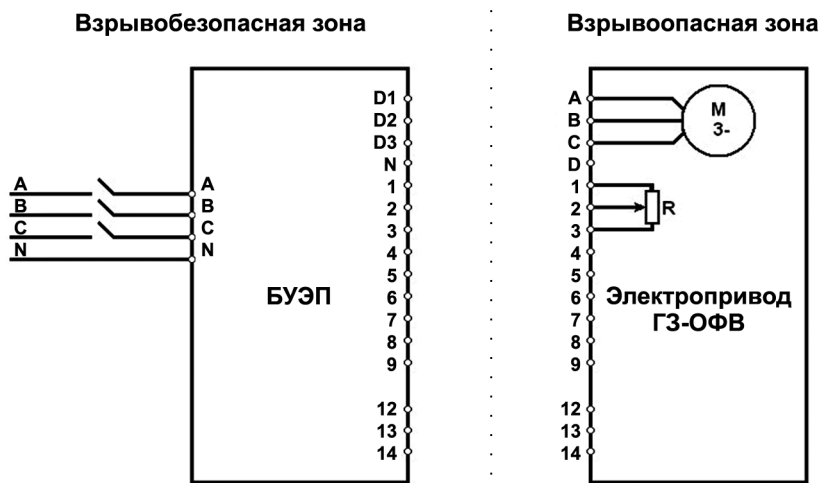 Взрывобезопасная зона
Взрывоопасная зона
D1
D2
D3
N
1
2
3
4
5
6
7
8
9
12
13
14
A
B
C
N
A
B
C
N
БУЭП
A
B
C
D
1
2
3
4
5
6
7
8
9
12
13
14
М
3-
R
Электропривод
ГЗ-ОФВ